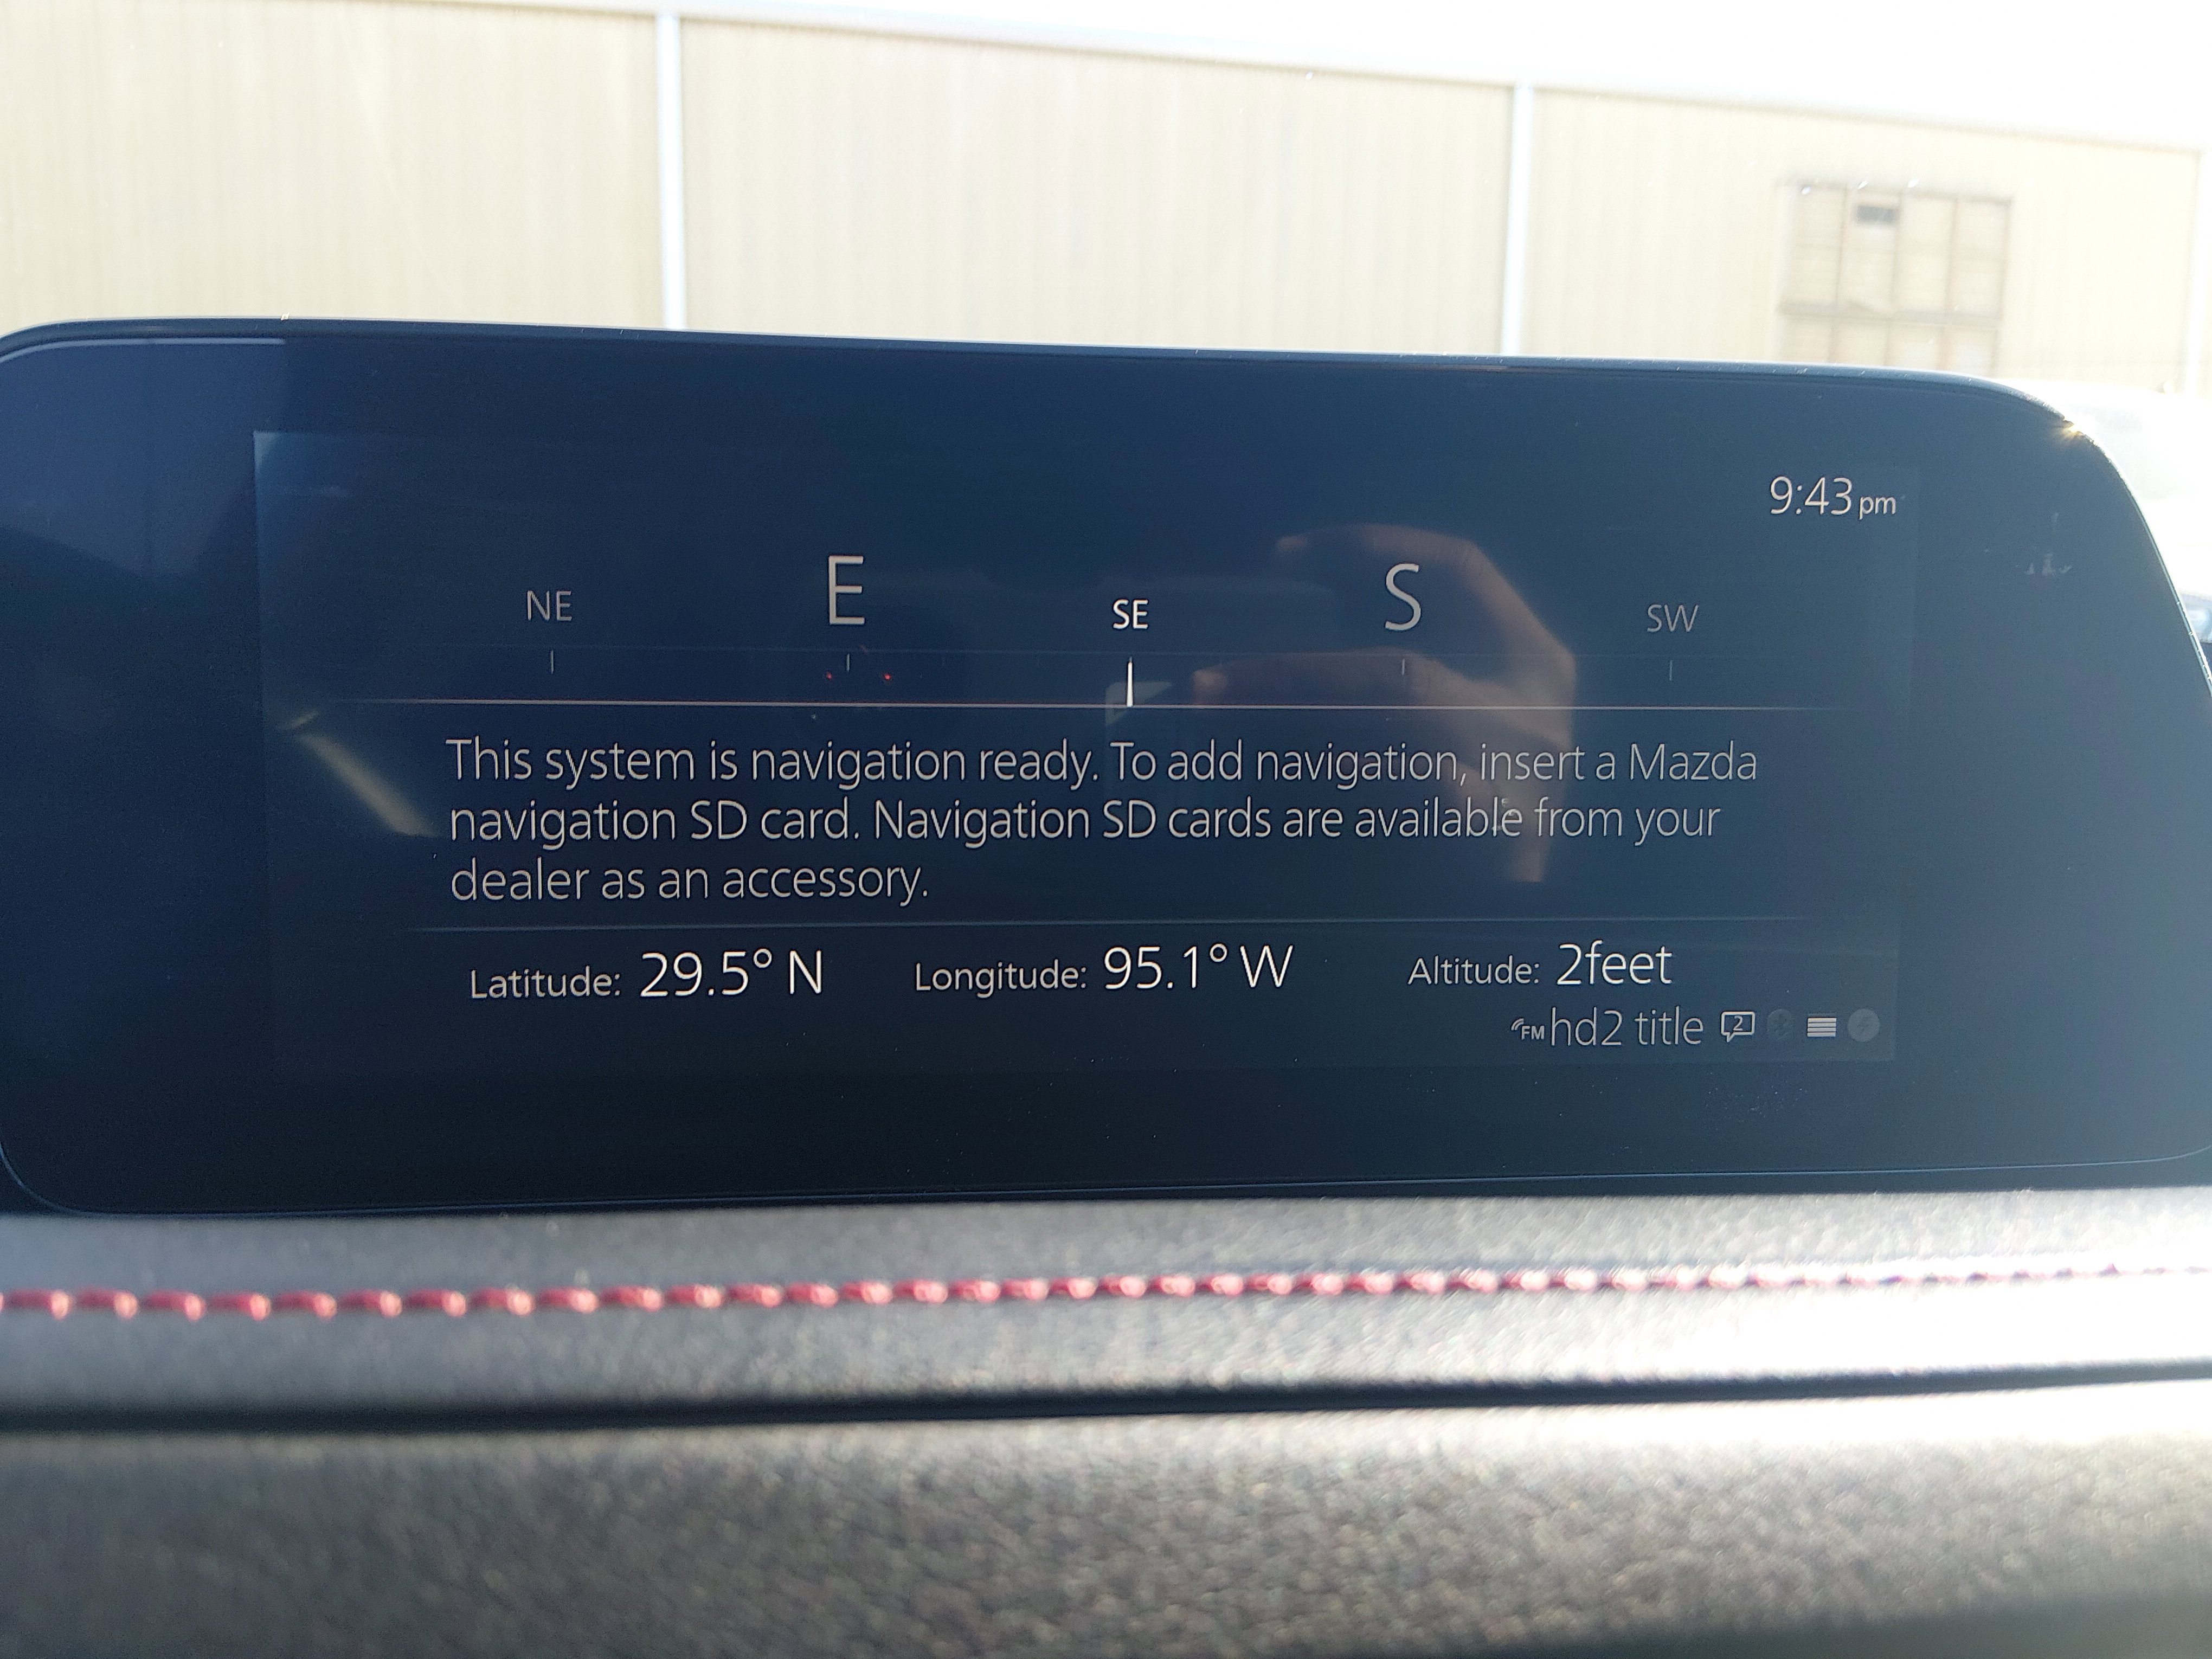 9:43 pm
NE E SE S SW
This system is navigation ready. To add navigation, insert a Mazda
navigation SD card. Navigation SD cards are available from your
dealer as an accessory.
Latitude: 29.5° N Longitude: 95.1° W Altitude: 2feet
FM hd2 title 2